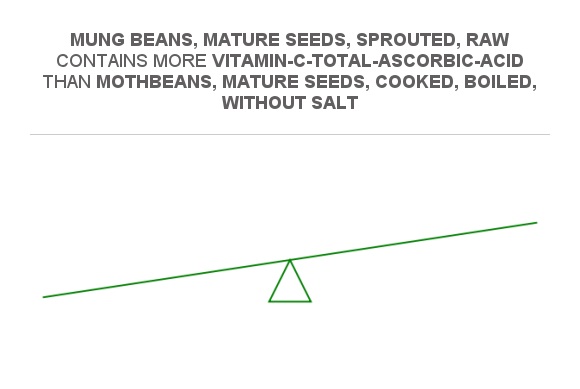 MUNG BEANS, MATURE SEEDS, SPROUTED, RAW
CONTAINS MORE VITAMIN-C-TOTAL-ASCORBIC-ACID
THAN MOTHBEANS, MATURE SEEDS, COOKED, BOILED,
WITHOUT SALT